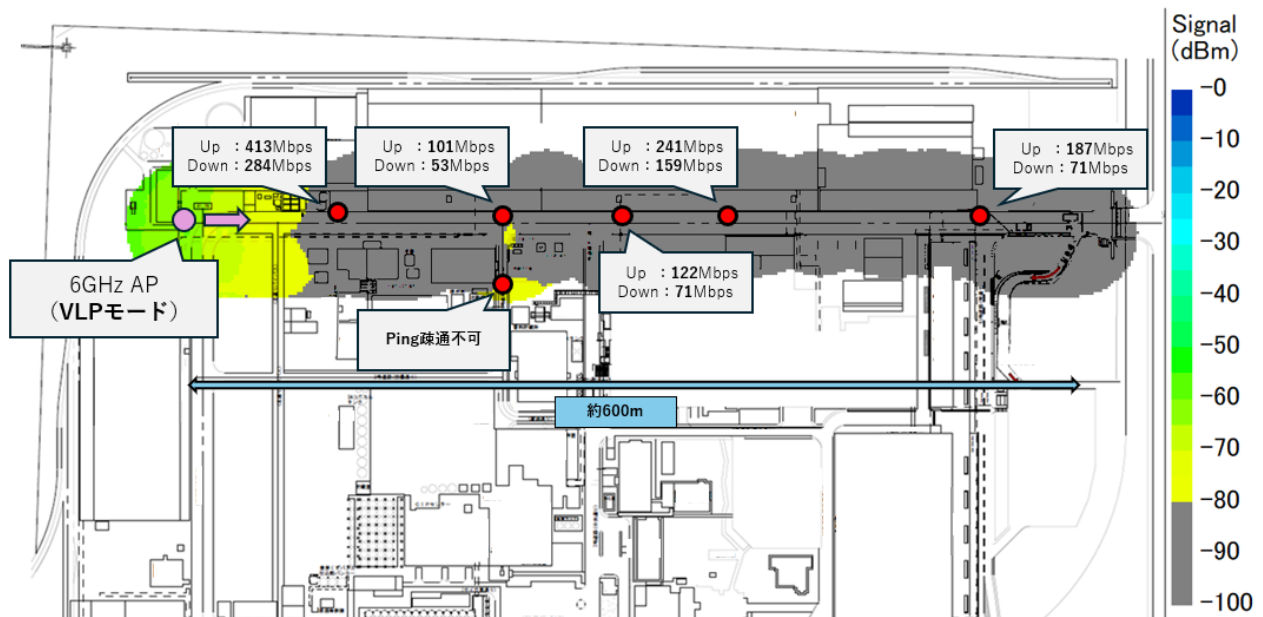 Signal
(dBm)
-0
-10
-20
-30
-40
-50
-60
-70
-80
-90
-100
Up ：413Mbps
Down：284Mbps
Up ：101Mbps
Down：53Mbps
Up ：241Mbps
Down：159Mbps
Up ：187Mbps
Down：71Mbps
6GHz AP
（VLPモード）
Up ：122Mbps
Down：71Mbps
Ping疎通不可
約600m